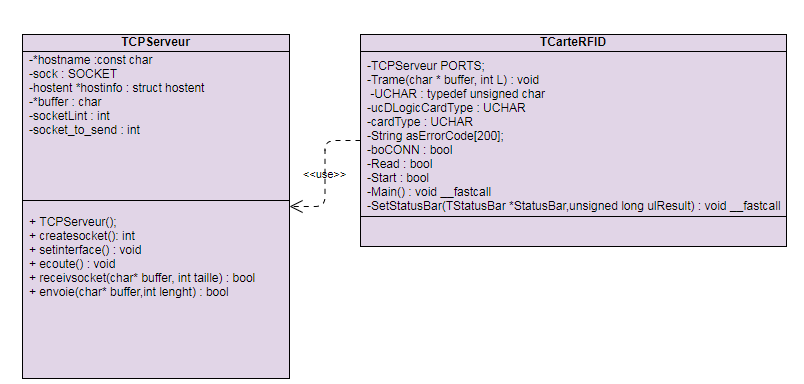 TCPServeur
-*hostname :const char
-sock : SOCKET
-hostent *hostinfo : struct hostent
-*buffer : char
-socketLint : int
-socket_to_send : int
+ TCPServeur();
+ createsocket(): int
+ setinterface() : void
+ ecoute() : void
+ receivsocket(char* buffer, int taille) : bool
+ envoie(char* buffer,int lenght) : bool
<<use>>
TCarteRFID
-TCPServeur PORTS;
-Trame(char * buffer, int L) : void
-UCHAR : typedef unsigned char
-ucDLogicCardType : UCHAR
-cardType : UCHAR
-String asErrorCode[200];
-boCONN : bool
-Read : bool
-Start : bool
-Main() : void __fastcall
-SetStatusBar(TStatusBar *StatusBar,unsigned long ulResult) : void __fastcall